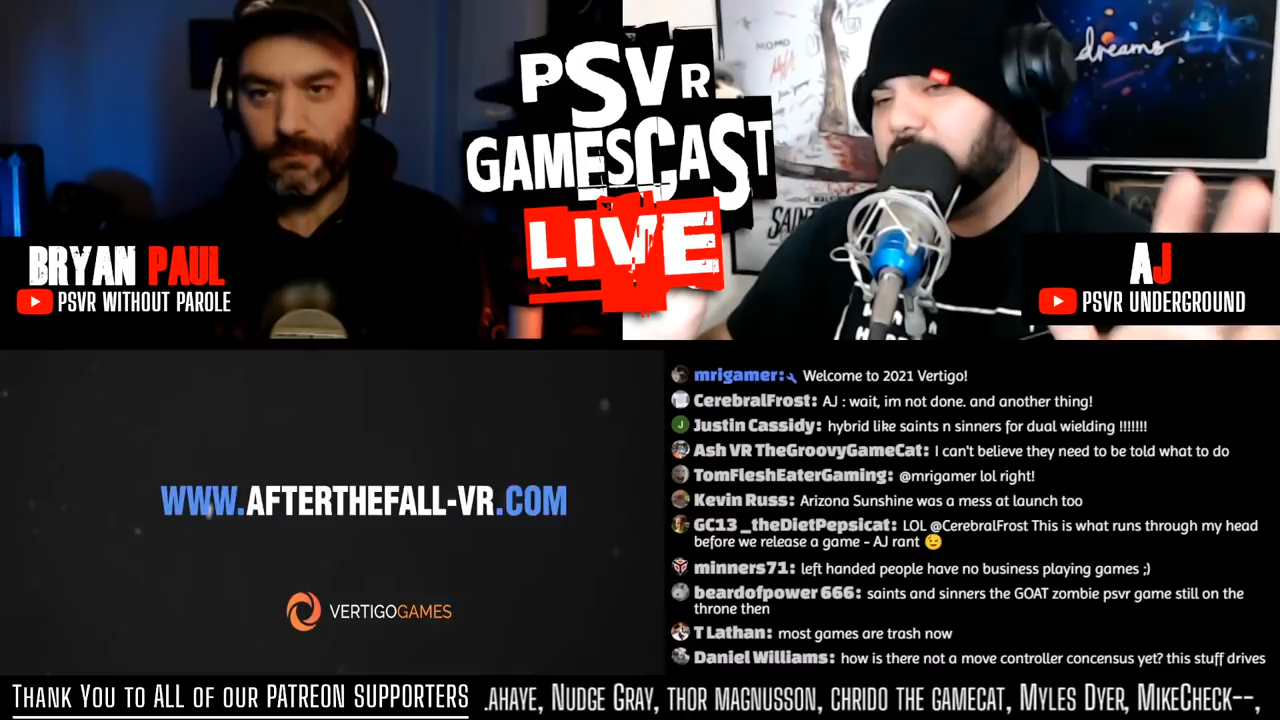 PSVR
GAMESCAST
LIVE
dreams
BRYAN PAUL
PSVR WITHOUT PAROLE
AJ
PSVR UNDERGROUND
WWW.AFTERTHEFALL-VR.COM
VERTIGOGAMES
mrigamer: Welcome to 2021 Vertigo!
CerebralFrost: AJ : wait, im not done. and another thing!
Justin Cassidy: hybrid like saints n sinners for dual wielding !!!!!!!
Ash VR TheGroovyGameCat: I can't believe they need to be told what to do
TomFleshEaterGaming: @mrigamer lol right!
Kevin Russ: Arizona Sunshine was a mess at launch too
GC13 _theDietPepsicat: LOL @CerebralFrost This is what runs through my head
before we release a game - AJ rant 😉
minners71: left handed people have no business playing games ;)
beardofpower 666: saints and sinners the GOAT zombie psvr game still on the
throne then
T Lathan: most games are trash now
Daniel Williams: how is there not a move controller concensus yet? this stuff drives
THANK YOU TO ALL OF OUR PATREON SUPPORTERS .AHAYE, NUDGE GRAY, THOR MAGNUSSON, CHRIDO THE GAMECAT, MYLES DYER, MIKECHECK--,